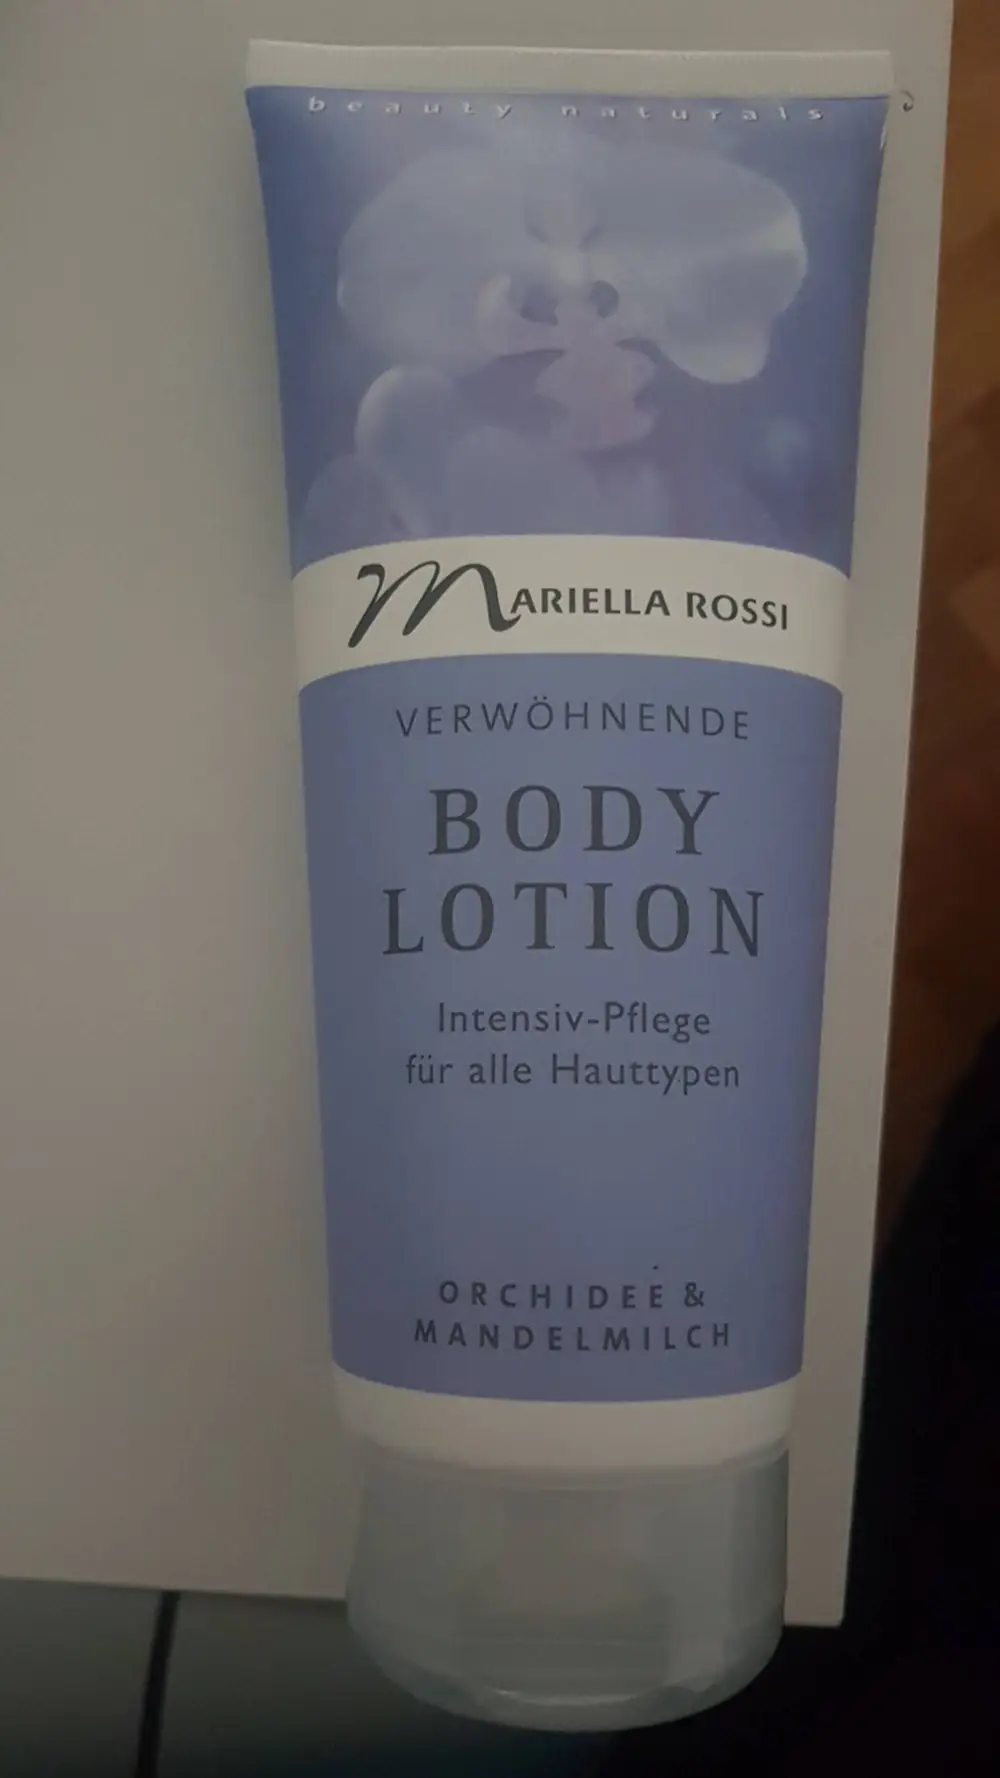 beauty naturals
MARIELLA ROSSI
VERWÖHNENDE
BODY
LOTION
Intensiv-Pflege
für alle Hauttypen
ORCHIDEE &
MANDELMILCH